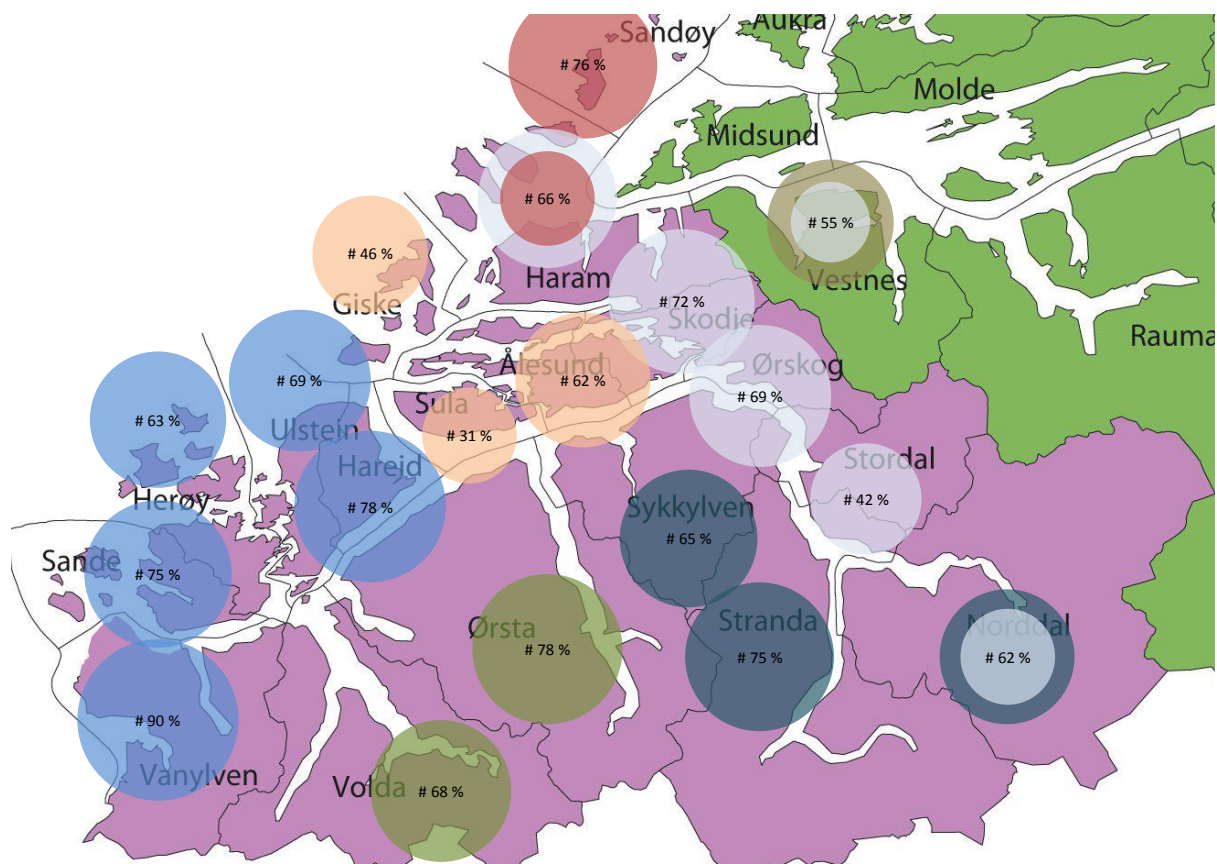 Aukra
Sandøy
# 76 %
Molde
Midsund
# 66 %
# 55 %
# 46 %
Haram
Vestnes
Giske
# 72 %
Skodje
Rauma
Ålesund
Ørskog
# 69 %
# 62 %
# 69 %
Sula
# 63 %
Ulstein
# 31 %
Hareid
Stordal
Herøy
# 78 %
# 42 %
Sykkylven
# 65 %
Sande
# 75 %
Ørsta
Stranda
Norddal
# 78 %
# 75 %
# 62 %
# 90 %
Vanylven
Volda
# 68 %